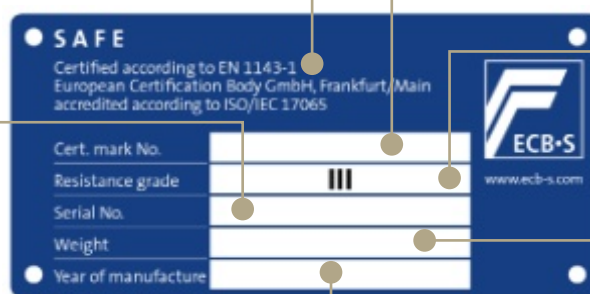 SAFE
Certified according to EN 1143-1
European Certification Body GmbH, Frankfurt/Main
accredited according to ISO/IEC 17065
Cert. mark No.
Resistance grade III
Serial No.
Weight
Year of manufacture
ECB•S
www.ecb-s.com